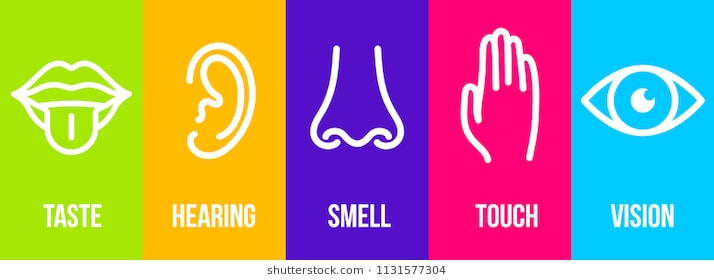 TASTE HEARING SMELL TOUCH VISION
shutterstock.com · 1131577304